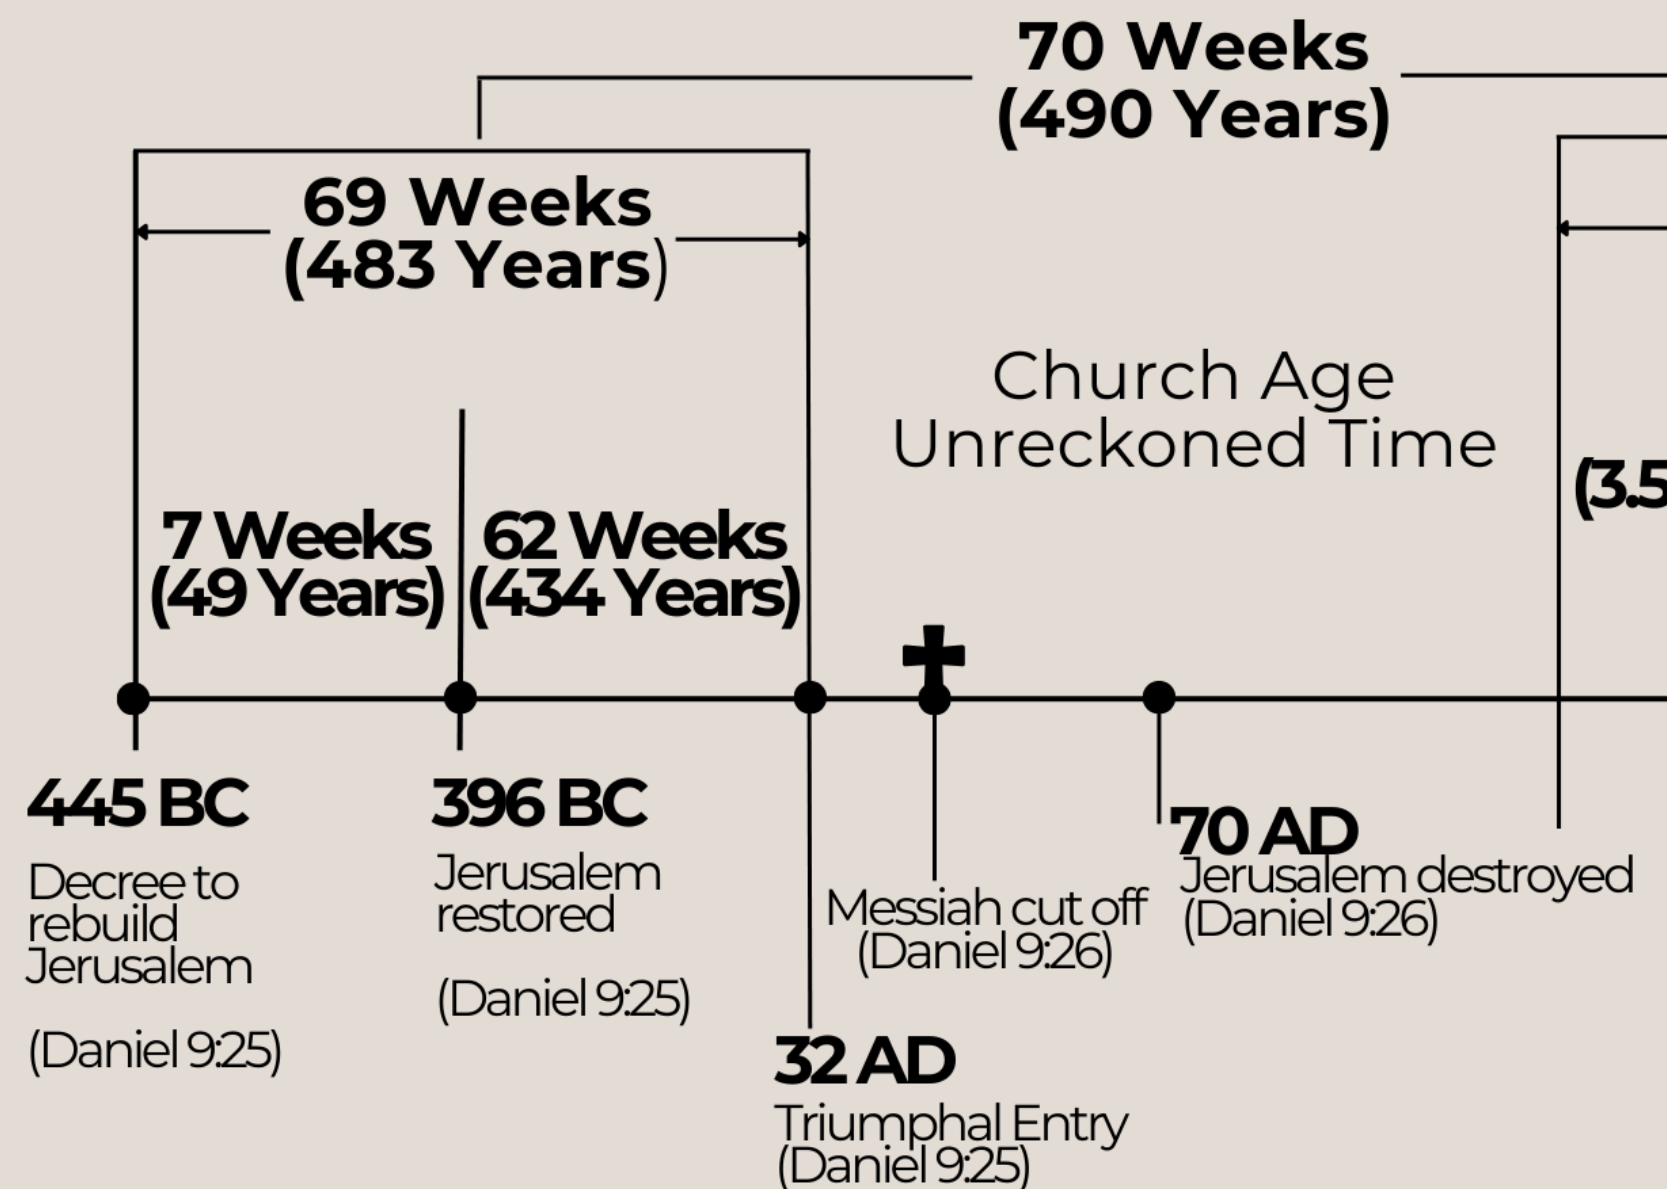 70 Weeks
(490 Years)
69 Weeks
(483 Years)
Church Age
Unreckoned Time
(3.5
7 Weeks
(49 Years)
62 Weeks
(434 Years)
445 BC
Decree to
rebuild
Jerusalem
(Daniel 9:25)
396 BC
Jerusalem
restored
(Daniel 9:25)
32 AD
Triumphal Entry
(Daniel 9:25)
Messiah cut off
(Daniel 9:26)
70 AD
Jerusalem destroyed
(Daniel 9:26)